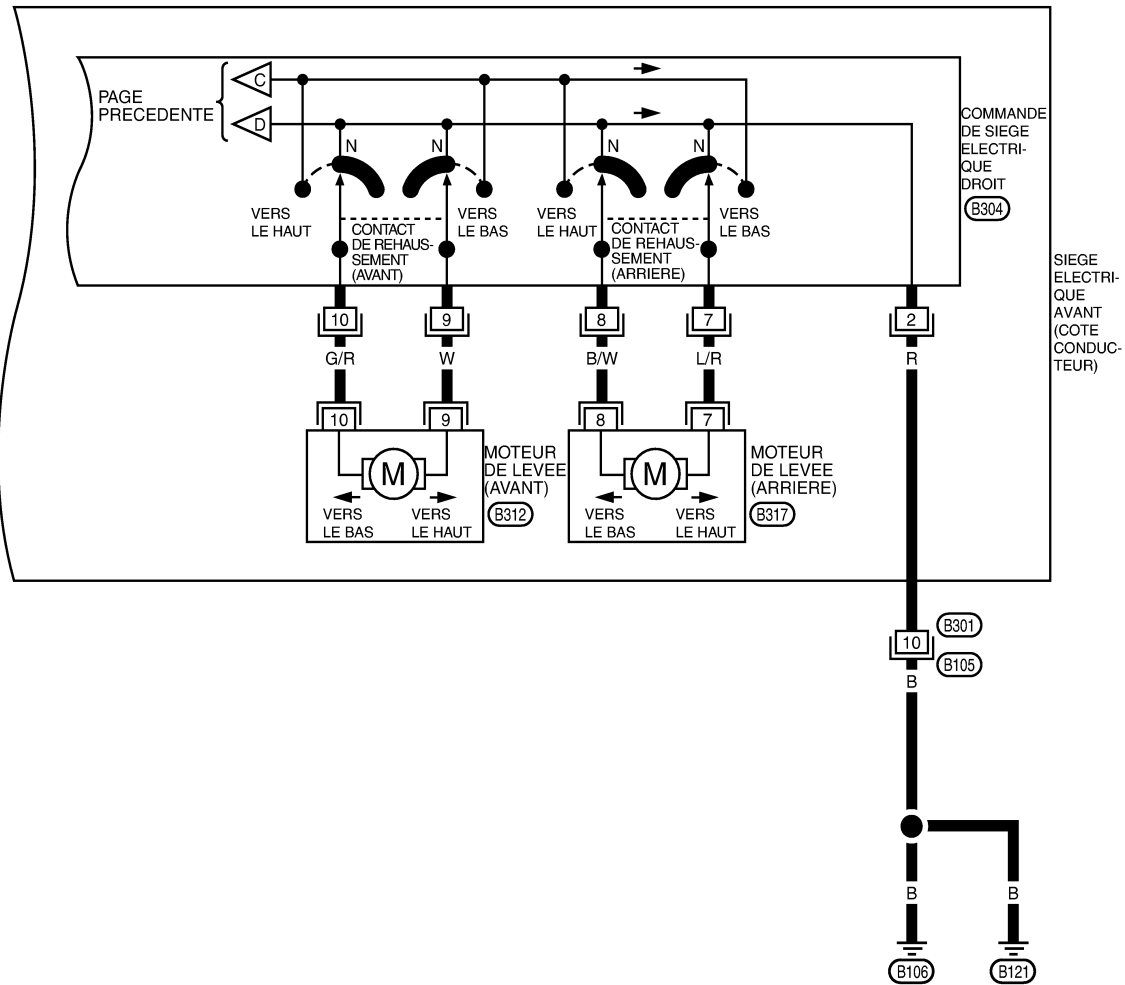 PAGE
PRECEDENTE
C
D
N
N
N
N
VERS
LE HAUT
CONTACT
DE REHAUS-
SEMENT
(AVANT)
VERS
LE BAS
VERS
LE HAUT
CONTACT
DE REHAUS-
SEMENT
(ARRIERE)
VERS
LE BAS
COMMANDE
DE SIEGE
ELECTRI-
QUE
DROIT
B304
SIEGE
ELECTRI-
QUE
AVANT
(COTE
CONDUC-
TEUR)
10
9
8
7
2
G/R
W
B/W
L/R
R
10
9
8
7
M
VERS
LE BAS
VERS
LE HAUT
MOTEUR
DE LEVEE
(AVANT)
B312
M
VERS
LE BAS
VERS
LE HAUT
MOTEUR
DE LEVEE
(ARRIERE)
B317
10
B301
B105
B
B
B
B106
B121